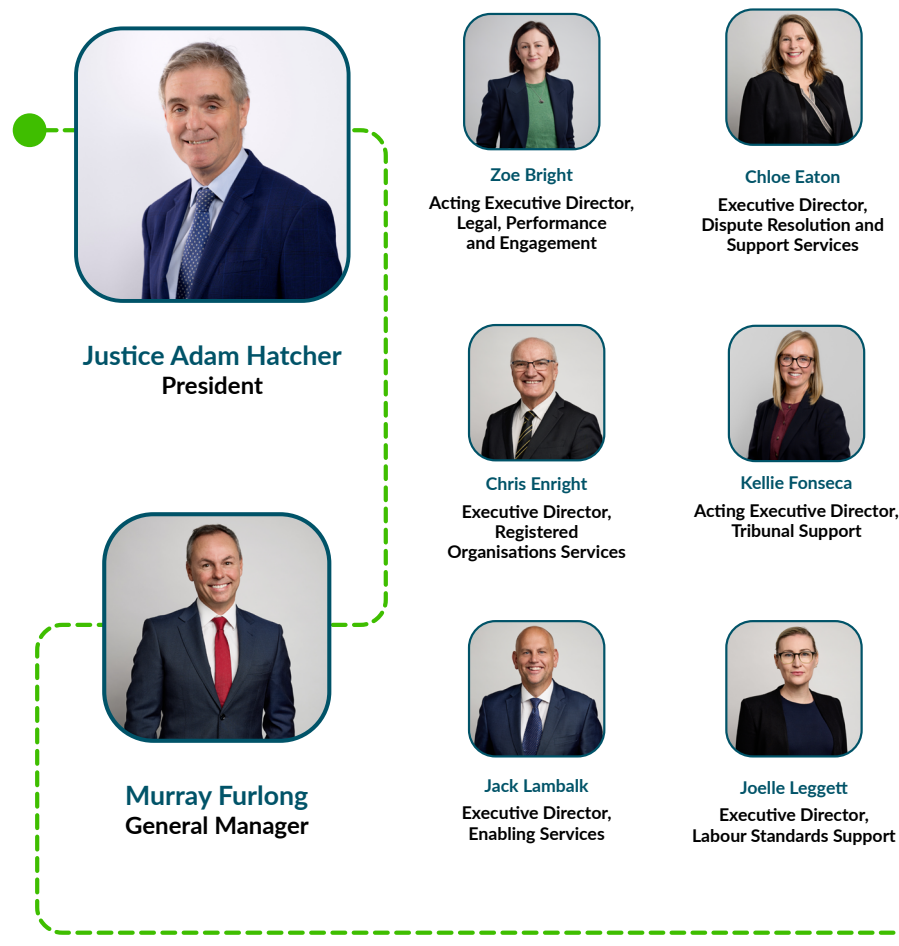 Justice Adam Hatcher
President
Murray Furlong
General Manager
Zoe Bright
Acting Executive Director,
Legal, Performance
and Engagement
Chloe Eaton
Executive Director,
Dispute Resolution and
Support Services
Chris Enright
Executive Director,
Registered
Organisations Services
Kellie Fonseca
Acting Executive Director,
Tribunal Support
Jack Lambalk
Executive Director,
Enabling Services
Joelle Leggett
Executive Director,
Labour Standards Support